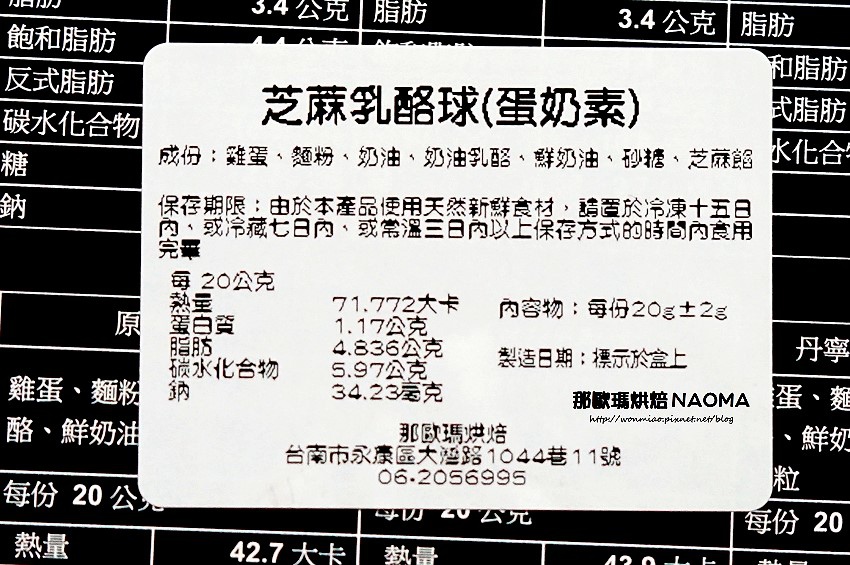 脂肪 3.4 公克 脂肪 3.4 公克 脂肪
飽和脂肪 和脂肪
反式脂肪 式脂肪
碳水化合物 水化合
糖
鈉
芝麻乳酪球(蛋奶素)
成份：雞蛋、麵粉、奶油、奶油乳酪、鮮奶油、砂糖、芝麻餡
保存期限：由於本產品使用天然新鮮食材，請置於冷凍十五日
內，或冷藏七日內，或常溫三日內以上保存方式的時間內食用
完畢
每 20公克
熱量 71.772大卡
蛋白質 1.17公克
脂肪 4.836公克
碳水化合物 5.97公克
鈉 34.23毫克
內容物：每份20g±2g
製造日期：標示於盒上
那歐瑪烘焙 NAOMA
http://wonmiao.pixnet.net/blog
那歐瑪烘焙
台南市永康區大灣路1044巷11號
06-2056995
原 丹寧
雞蛋、麵粉 蛋、麵
酪、鮮奶油 、鮮奶
粒
每份 20 公克 每份 20 公克 每份 20
熱量 42.7 大卡 熱量 43.9 大卡 熱量